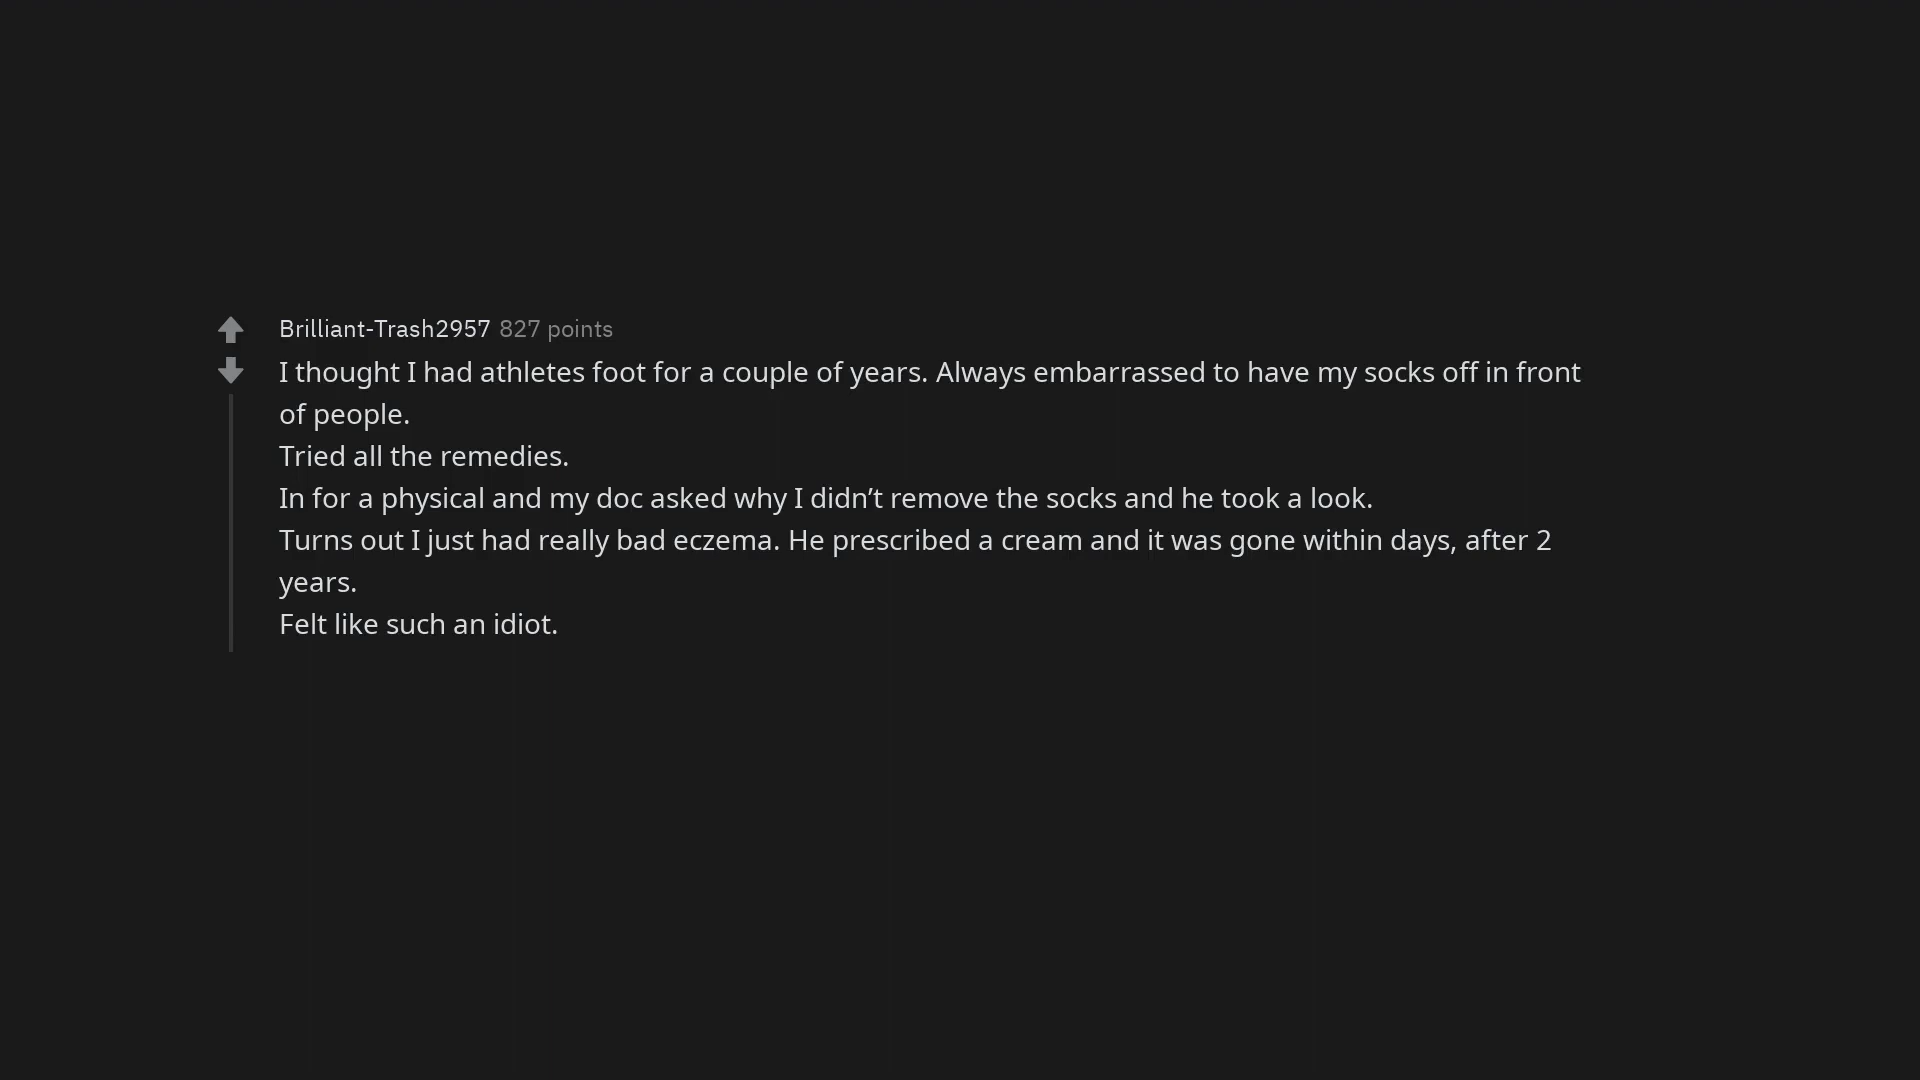 Brilliant-Trash2957 827 points
I thought I had athletes foot for a couple of years. Always embarrassed to have my socks off in front
of people.
Tried all the remedies.
In for a physical and my doc asked why I didn’t remove the socks and he took a look.
Turns out I just had really bad eczema. He prescribed a cream and it was gone within days, after 2
years.
Felt like such an idiot.